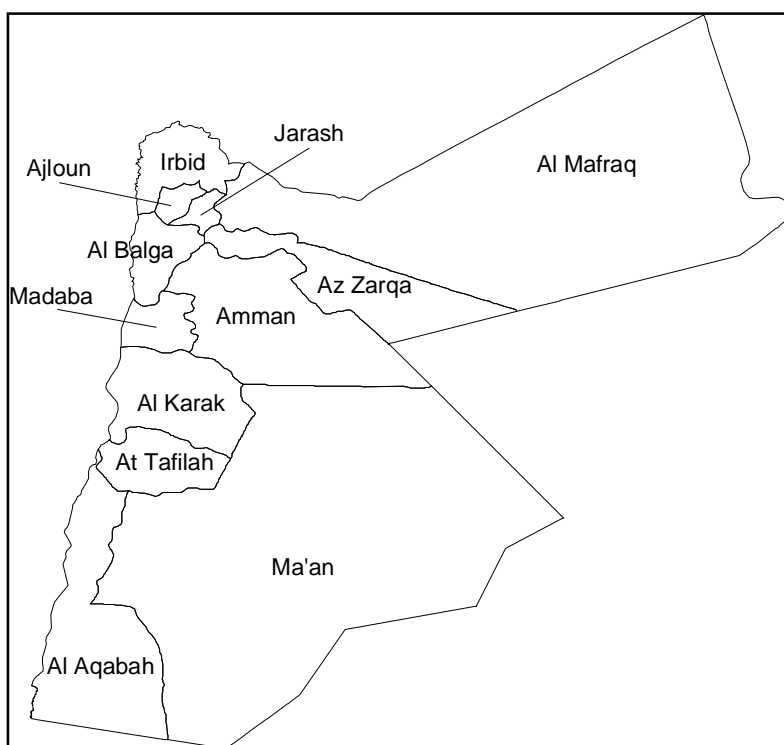 Jarash
Irbid
Al Mafraq
Ajloun
Al Balga
Az Zarqa
Madaba
Amman
Al Karak
At Tafilah
Ma'an
Al Aqabah